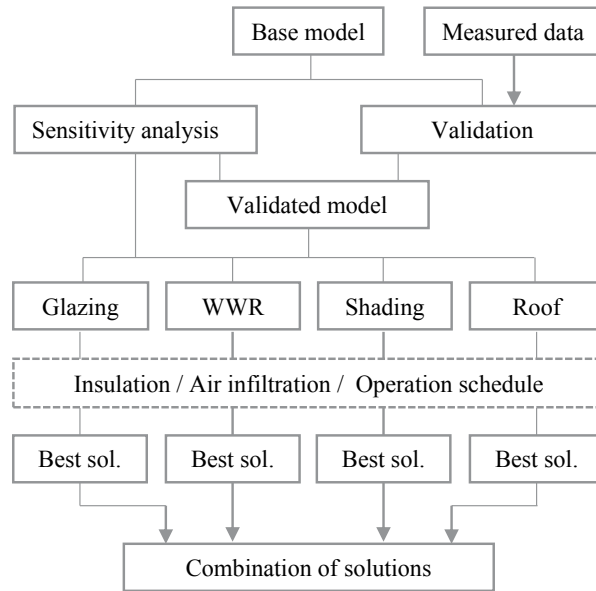 Base model
Measured data
Sensitivity analysis
Validation
Validated model
Glazing
WWR
Shading
Roof
Insulation / Air infiltration / Operation schedule
Best sol.
Best sol.
Best sol.
Best sol.
Combination of solutions